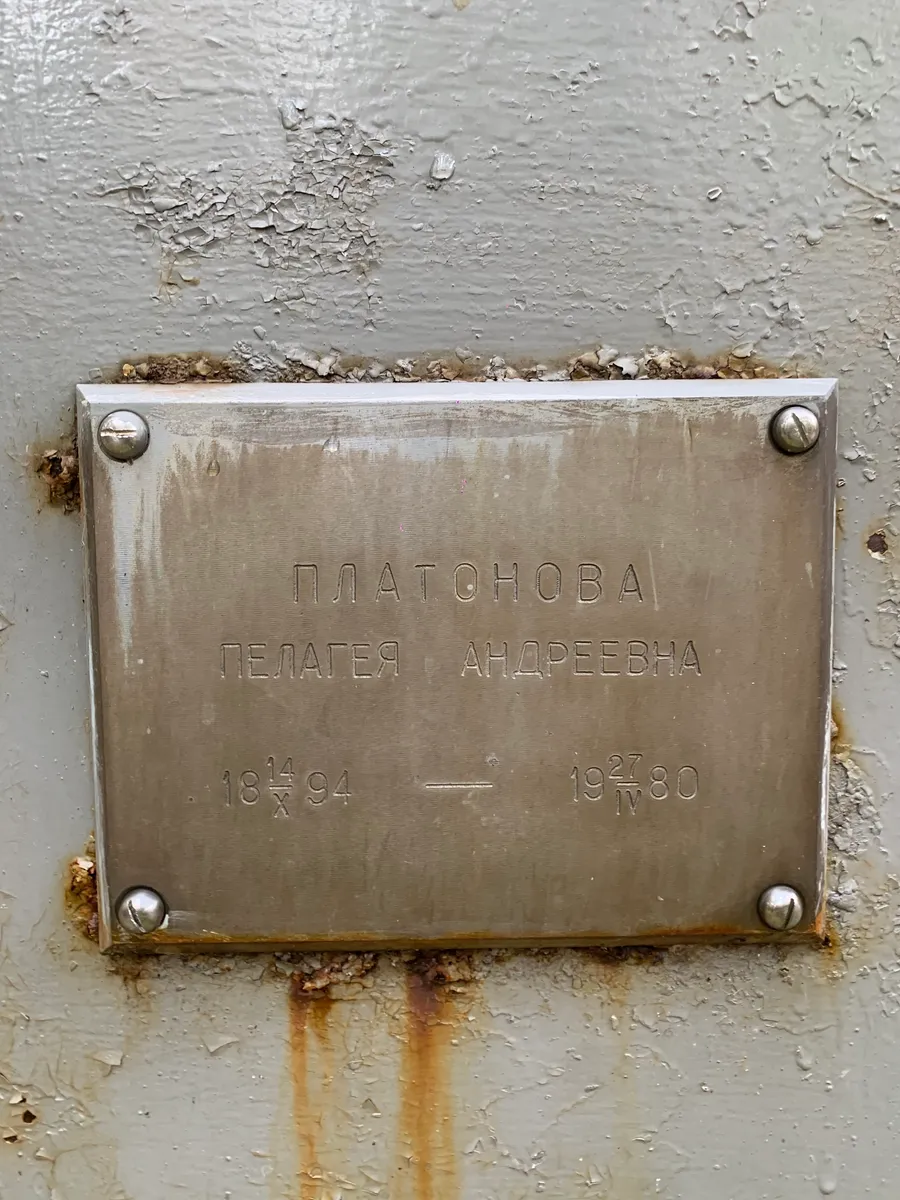 ПЛАТОНОВА
ПЕЛАГЕЯ АНДРЕЕВНА
18 14/X 94 — 19 27/IV 80